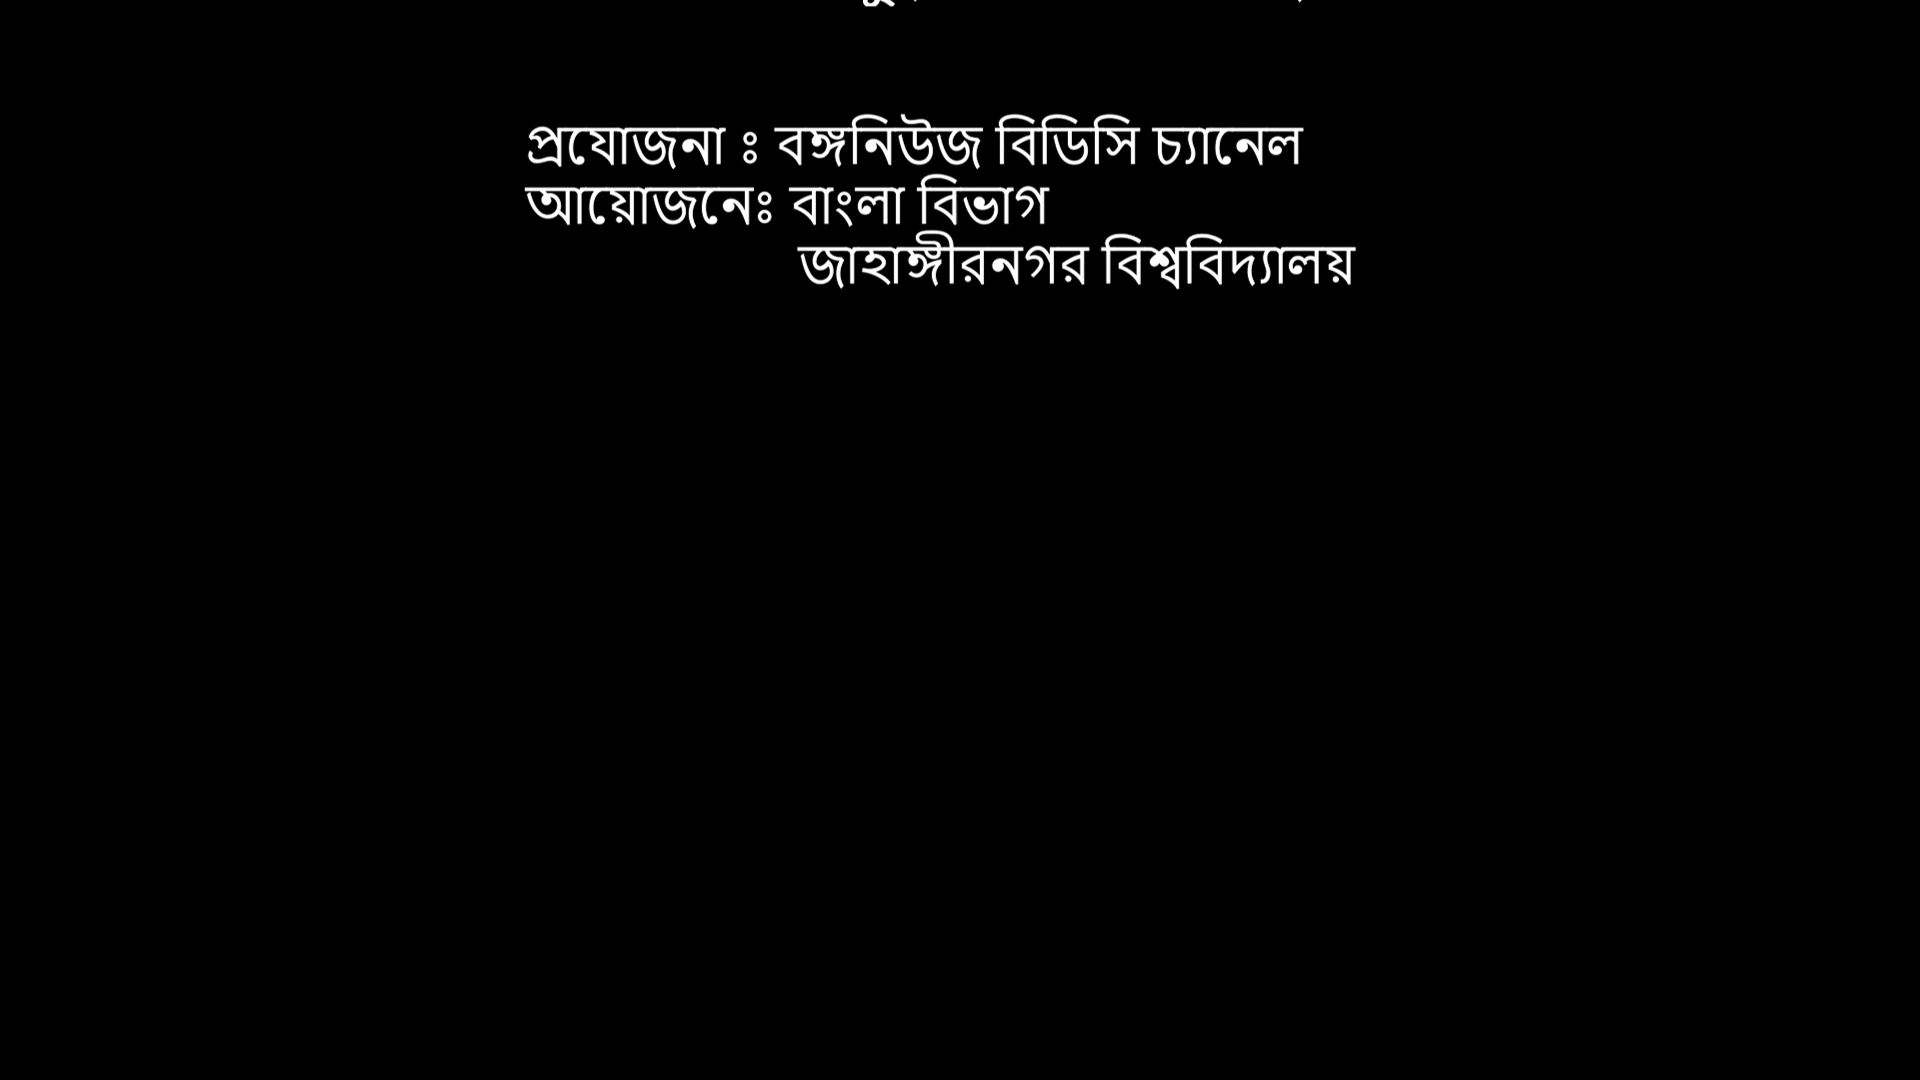 প্রযোজনা ঃ বঙ্গনিউজ বিডিসি চ্যানেল
আয়োজনেঃ বাংলা বিভাগ
জাহাঙ্গীরনগর বিশ্ববিদ্যালয়